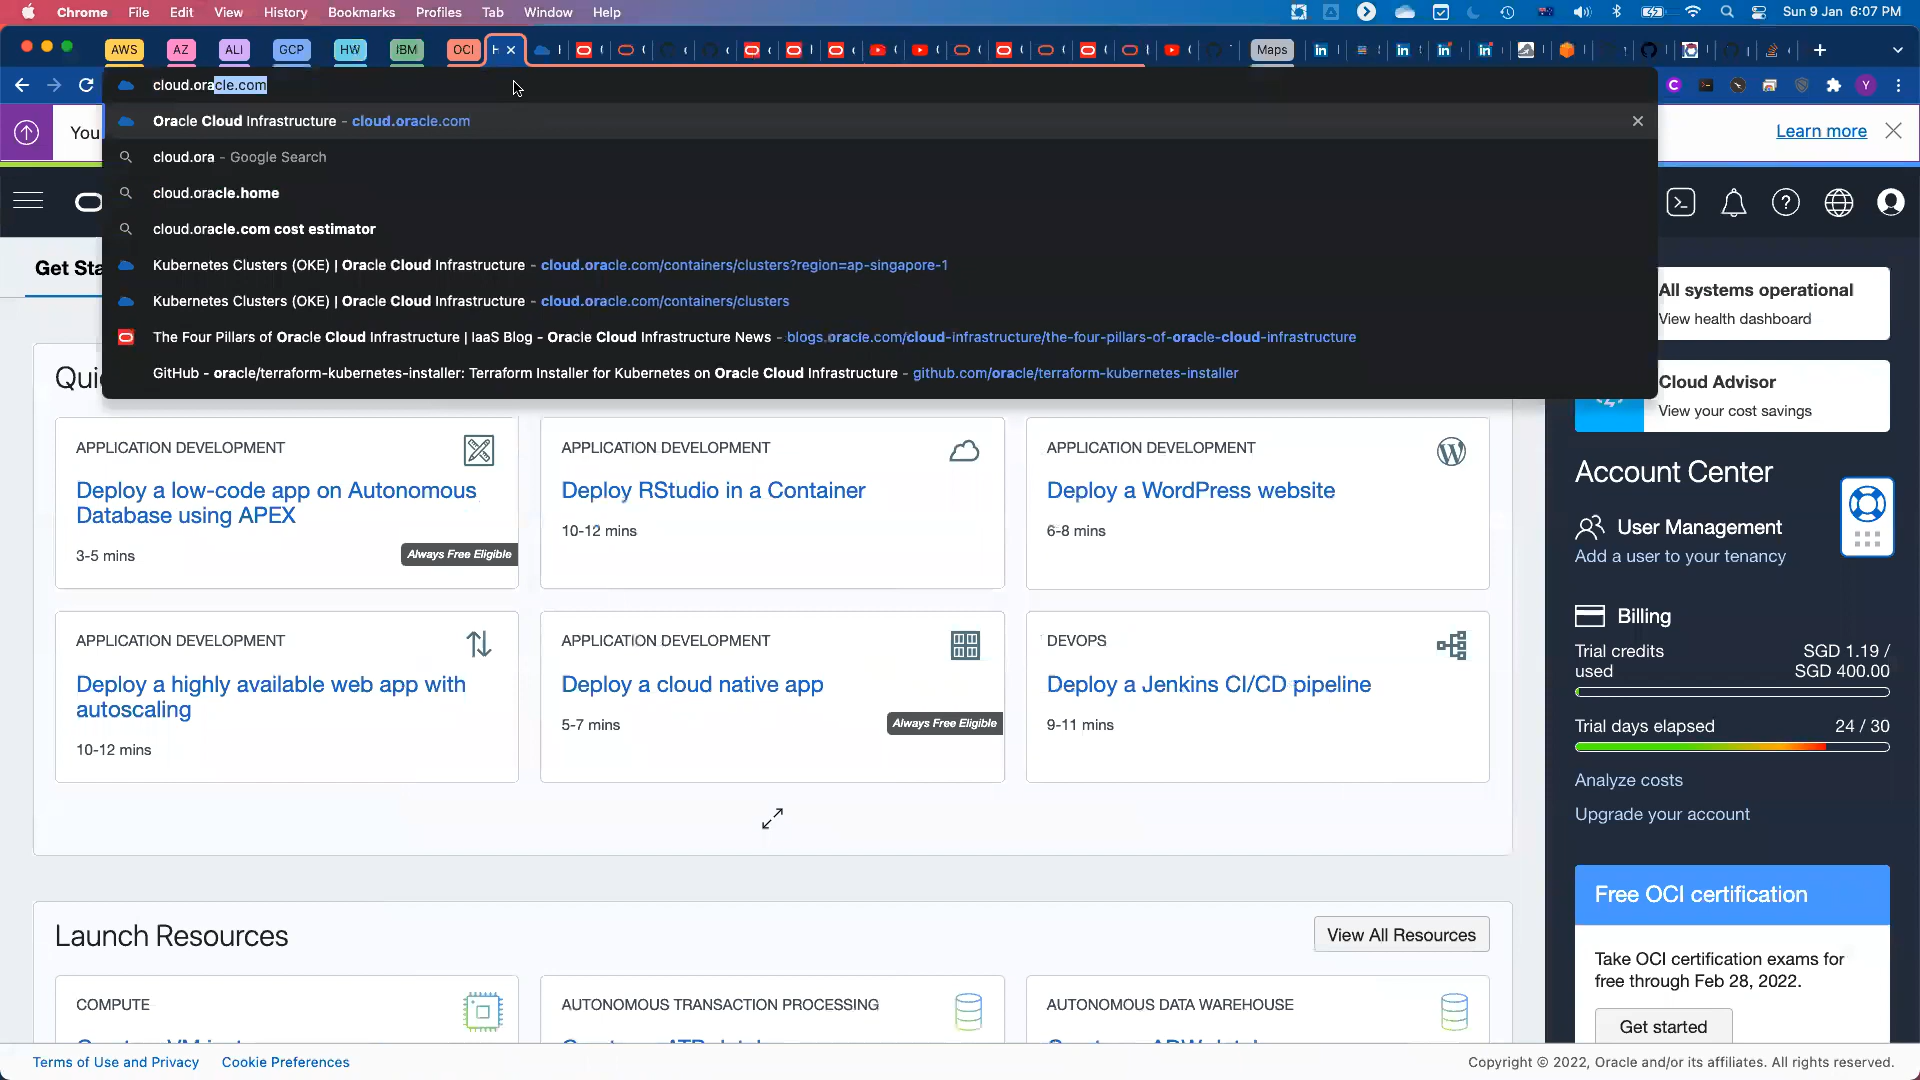 Chrome File Edit View History Bookmarks Profiles Tab Window Help Sun 9 Jan 6:07 PM
AWS AZ ALI GCP HW IBM OCI Maps
cloud.oracle.com
Oracle Cloud Infrastructure - cloud.oracle.com
cloud.ora - Google Search
cloud.oracle.home
cloud.oracle.com cost estimator
Kubernetes Clusters (OKE) | Oracle Cloud Infrastructure - cloud.oracle.com/containers/clusters?region=ap-singapore-1
Kubernetes Clusters (OKE) | Oracle Cloud Infrastructure - cloud.oracle.com/containers/clusters
The Four Pillars of Oracle Cloud Infrastructure | IaaS Blog - Oracle Cloud Infrastructure News - blogs.oracle.com/cloud-infrastructure/the-four-pillars-of-oracle-cloud-infrastructure
GitHub - oracle/terraform-kubernetes-installer: Terraform Installer for Kubernetes on Oracle Cloud Infrastructure - github.com/oracle/terraform-kubernetes-installer
You
Learn more
Get Sta
Quic
APPLICATION DEVELOPMENT
Deploy a low-code app on Autonomous
Database using APEX
3-5 mins
Always Free Eligible
APPLICATION DEVELOPMENT
Deploy RStudio in a Container
10-12 mins
APPLICATION DEVELOPMENT
Deploy a WordPress website
6-8 mins
APPLICATION DEVELOPMENT
Deploy a highly available web app with
autoscaling
10-12 mins
APPLICATION DEVELOPMENT
Deploy a cloud native app
5-7 mins
Always Free Eligible
DEVOPS
Deploy a Jenkins CI/CD pipeline
9-11 mins
Launch Resources
View All Resources
COMPUTE
AUTONOMOUS TRANSACTION PROCESSING
AUTONOMOUS DATA WAREHOUSE
All systems operational
View health dashboard
Cloud Advisor
View your cost savings
Account Center
User Management
Add a user to your tenancy
Billing
Trial credits used SGD 1.19 / SGD 400.00
Trial days elapsed 24 / 30
Analyze costs
Upgrade your account
Free OCI certification
Take OCI certification exams for
free through Feb 28, 2022.
Get started
Terms of Use and Privacy Cookie Preferences
Copyright © 2022, Oracle and/or its affiliates. All rights reserved.